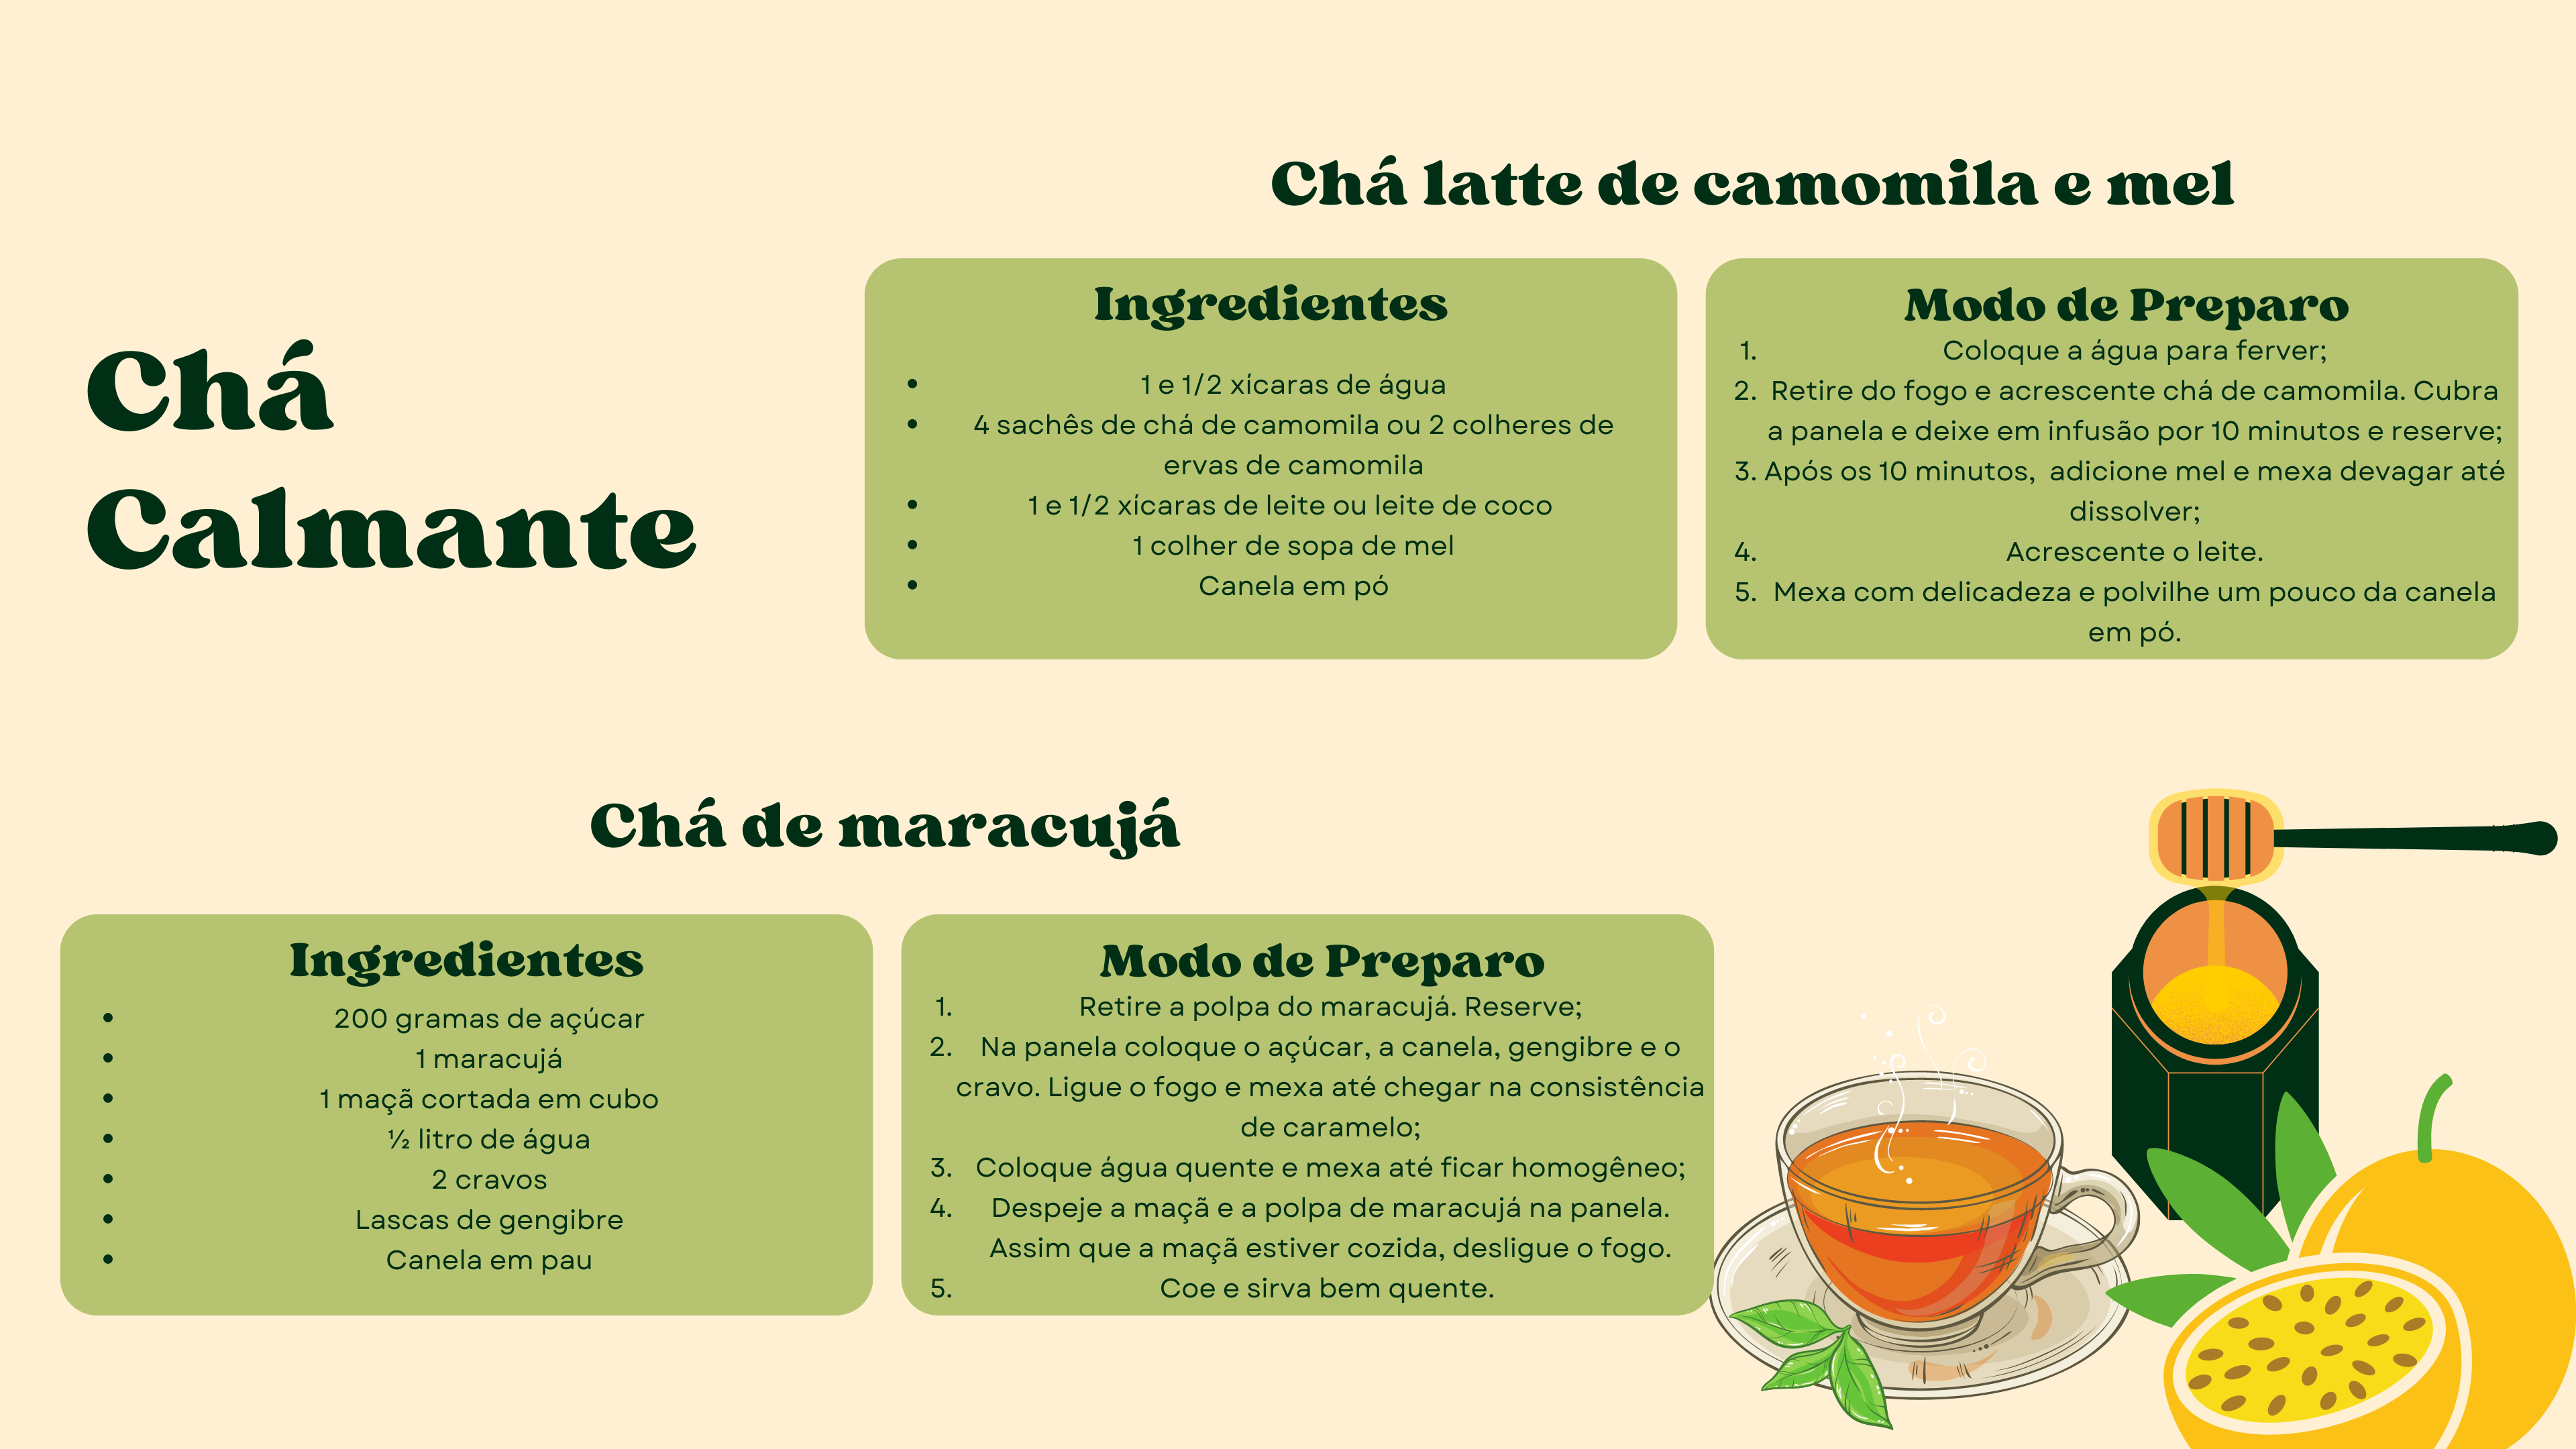 Chá
Calmante
Chá latte de camomila e mel
Ingredientes
• 1 e 1/2 xícaras de água
• 4 sachês de chá de camomila ou 2 colheres de
ervas de camomila
• 1 e 1/2 xícaras de leite ou leite de coco
• 1 colher de sopa de mel
• Canela em pó
Modo de Preparo
1. Coloque a água para ferver;
2. Retire do fogo e acrescente chá de camomila. Cubra
a panela e deixe em infusão por 10 minutos e reserve;
3. Após os 10 minutos, adicione mel e mexa devagar até
dissolver;
4. Acrescente o leite.
5. Mexa com delicadeza e polvilhe um pouco da canela
em pó.
Chá de maracujá
Ingredientes
• 200 gramas de açúcar
• 1 maracujá
• 1 maçã cortada em cubo
• ½ litro de água
• 2 cravos
• Lascas de gengibre
• Canela em pau
Modo de Preparo
1. Retire a polpa do maracujá. Reserve;
2. Na panela coloque o açúcar, a canela, gengibre e o
cravo. Ligue o fogo e mexa até chegar na consistência
de caramelo;
3. Coloque água quente e mexa até ficar homogêneo;
4. Despeje a maçã e a polpa de maracujá na panela.
Assim que a maçã estiver cozida, desligue o fogo.
5. Coe e sirva bem quente.